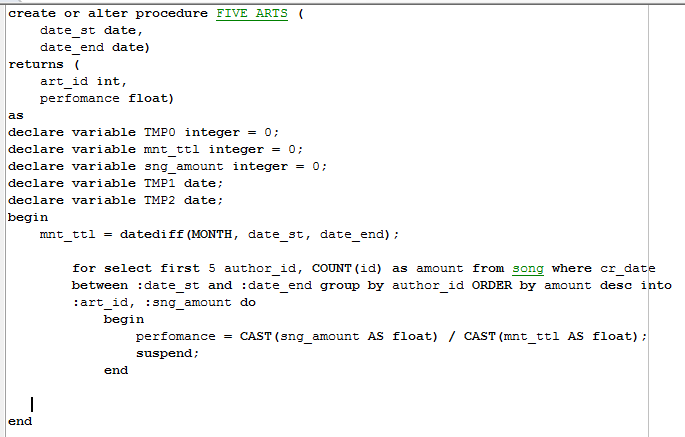 create or alter procedure FIVE_ARTS (
date_st date,
date_end date)
returns (
art_id int,
perfomance float)
as
declare variable TMP0 integer = 0;
declare variable mnt_ttl integer = 0;
declare variable sng_amount integer = 0;
declare variable TMP1 date;
declare variable TMP2 date;
begin
mnt_ttl = datediff(MONTH, date_st, date_end);
for select first 5 author_id, COUNT(id) as amount from song where cr_date
between :date_st and :date_end group by author_id ORDER by amount desc into
:art_id, :sng_amount do
begin
perfomance = CAST(sng_amount AS float) / CAST(mnt_ttl AS float);
suspend;
end
end